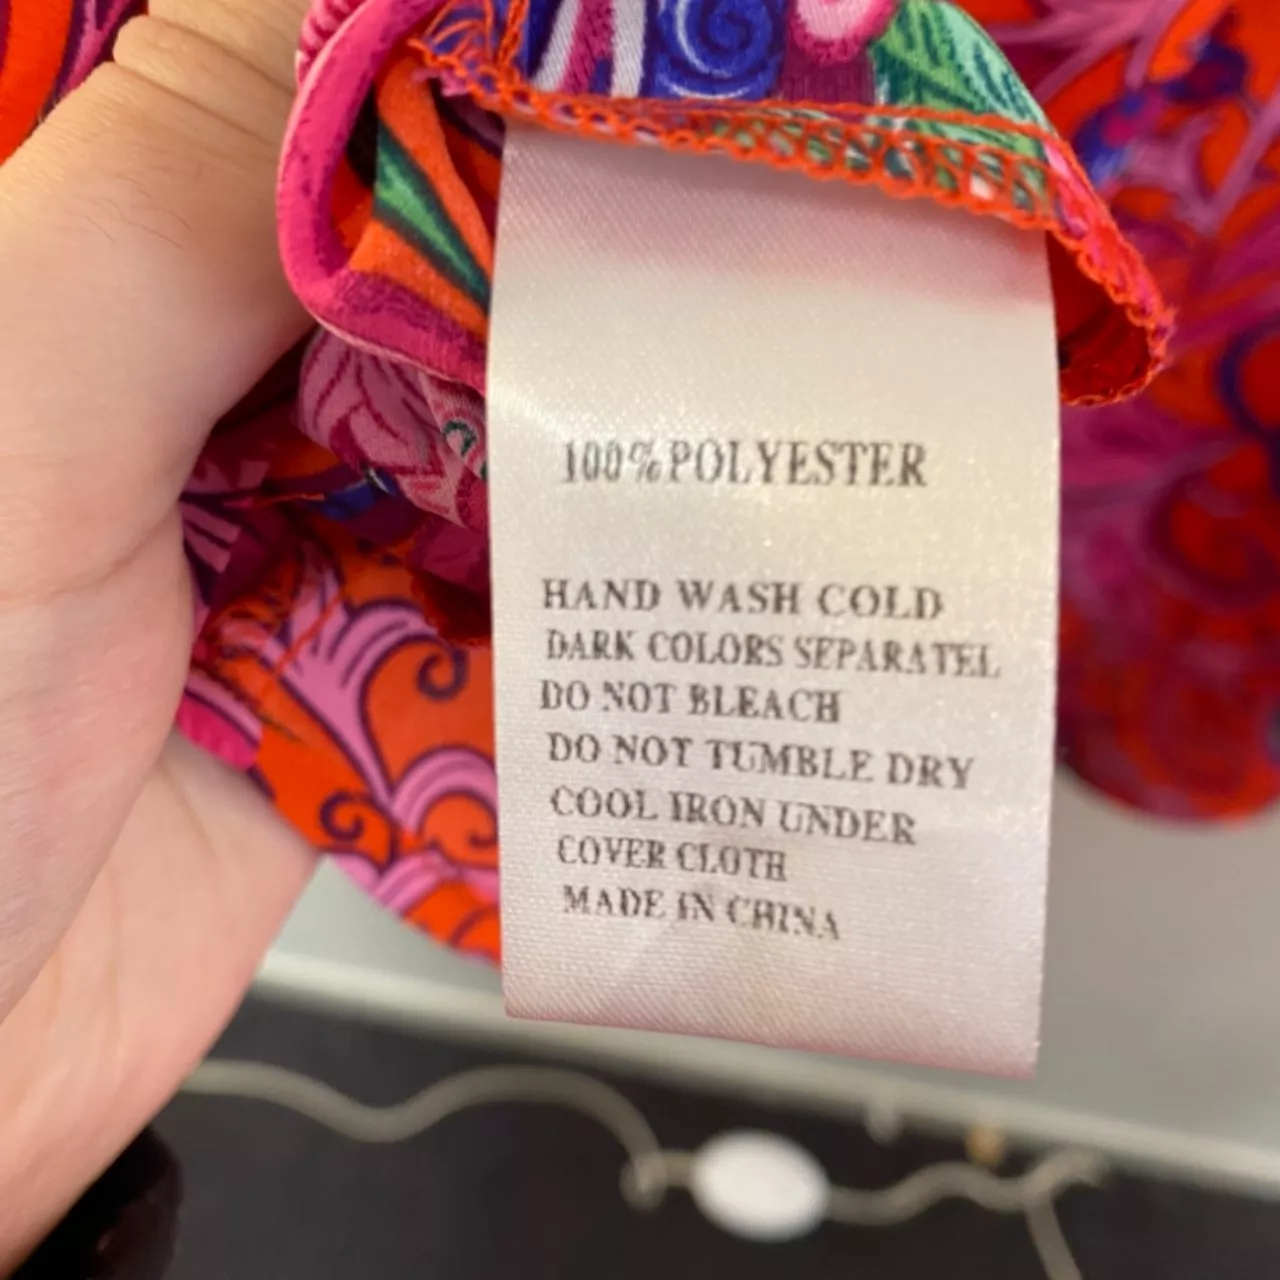 100%POLYESTER
HAND WASH COLD
DARK COLORS SEPARATEL
DO NOT BLEACH
DO NOT TUMBLE DRY
COOL IRON UNDER
COVER CLOTH
MADE IN CHINA